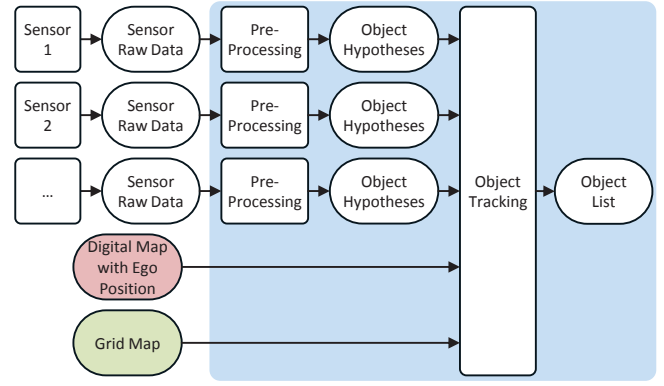 Sensor
1
Sensor
Raw Data
Pre-
Processing
Object
Hypotheses
Sensor
2
Sensor
Raw Data
Pre-
Processing
Object
Hypotheses
...
Sensor
Raw Data
Pre-
Processing
Object
Hypotheses
Object
Tracking
Object
List
Digital Map
with Ego
Position
Grid Map